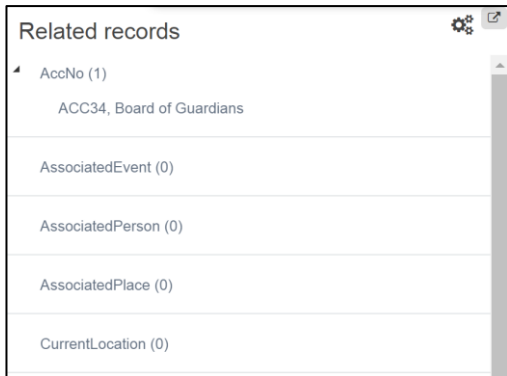 Related records
AccNo (1)
ACC34, Board of Guardians
AssociatedEvent (0)
AssociatedPerson (0)
AssociatedPlace (0)
CurrentLocation (0)